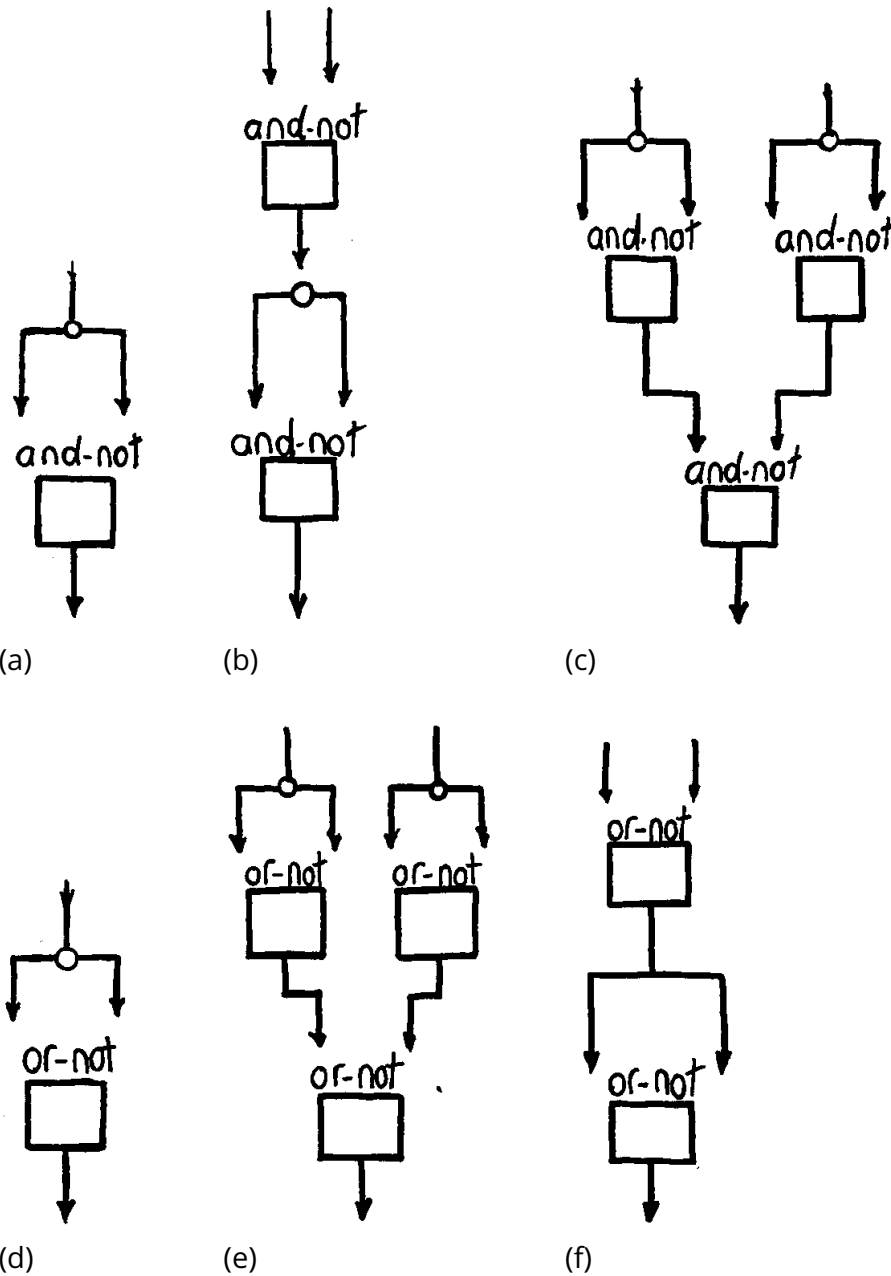 and-not
and-not and-not
and-not and-not
and-not
(a) (b) (c)
or-not
or-not or-not
or-not or-not or-not
(d) (e) (f)